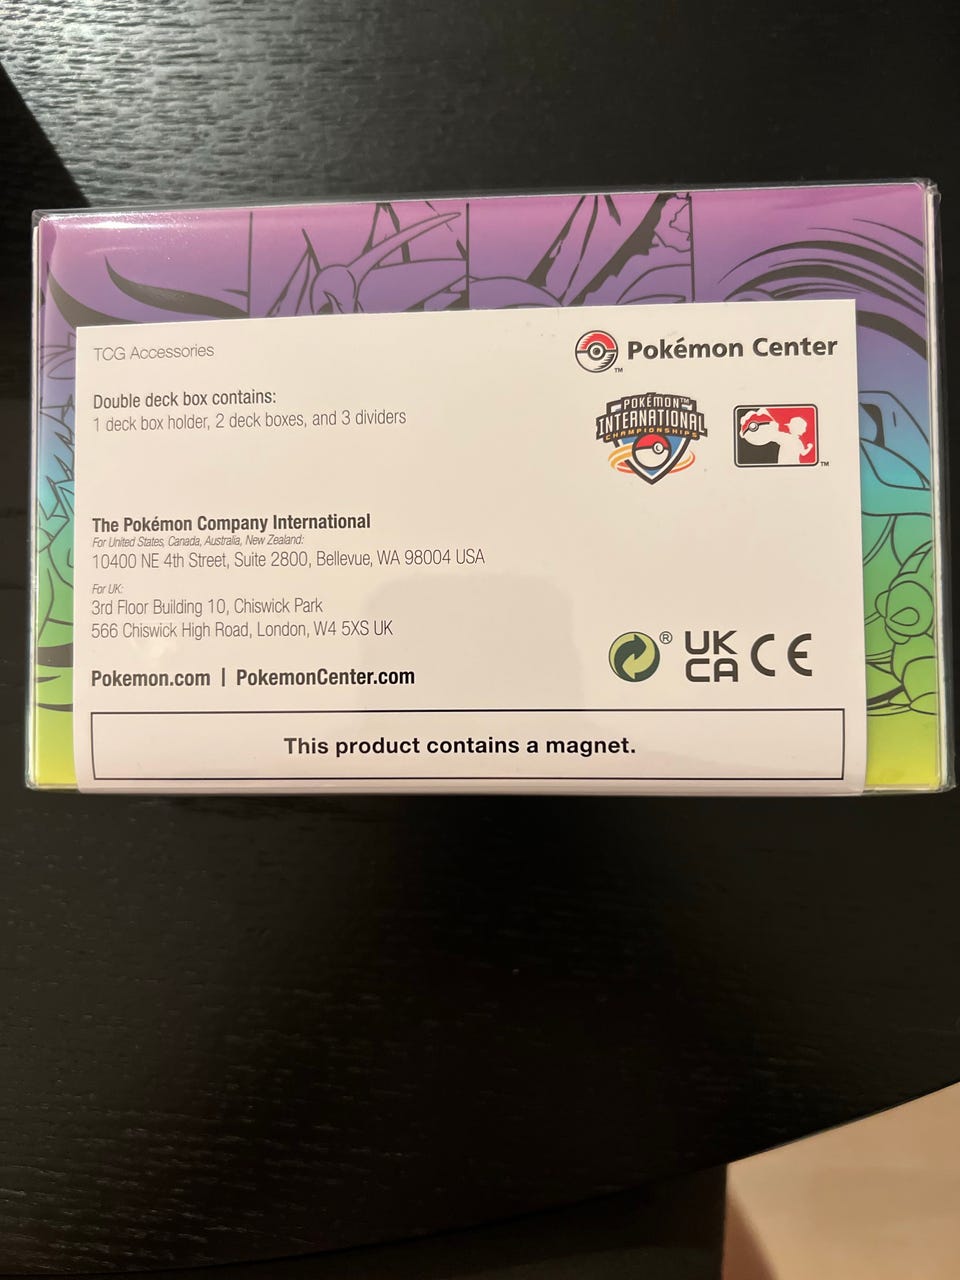 TCG Accessories
Pokémon Center
TM
Double deck box contains:
1 deck box holder, 2 deck boxes, and 3 dividers
POKÉMON™
INTERNATIONAL
CHAMPIONSHIPS
TM
The Pokémon Company International
For United States, Canada, Australia, New Zealand:
10400 NE 4th Street, Suite 2800, Bellevue, WA 98004 USA
For UK:
3rd Floor Building 10, Chiswick Park
566 Chiswick High Road, London, W4 5XS UK
Pokemon.com | PokemonCenter.com
®
UK
CA
CE
This product contains a magnet.